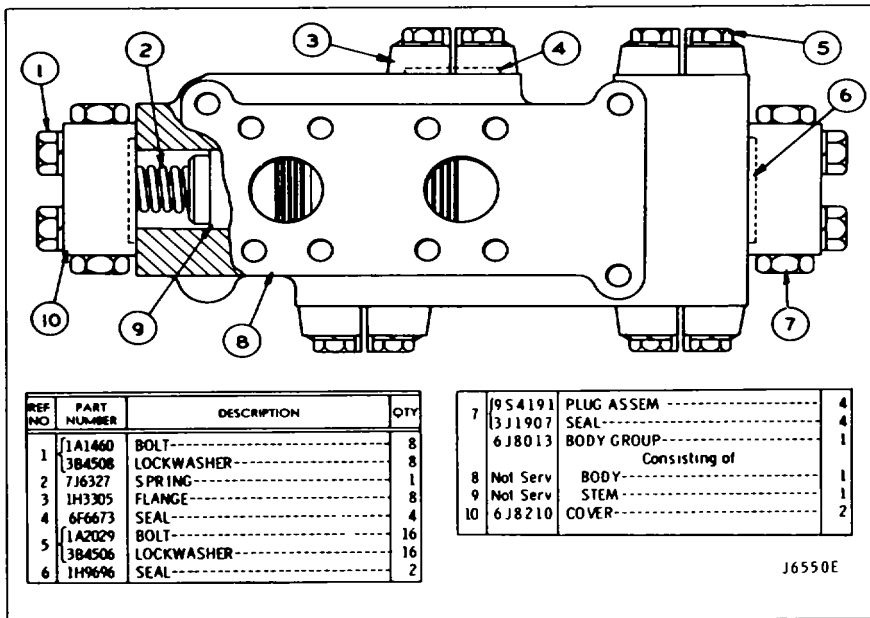 1
2
3
4
5
6
7
8
9
10
REF NO PART NUMBER DESCRIPTION QTY
1 1A1460 BOLT 8
3B4508 LOCKWASHER 8
2 7J6327 SPRING 1
3 1H3305 FLANGE 8
4 6F6673 SEAL 4
5 1A2029 BOLT 16
3B4506 LOCKWASHER 16
6 1H9696 SEAL 2
7 9S4191 PLUG ASSEM 4
3J1907 SEAL 4
6J8013 BODY GROUP 1
Consisting of
8 Not Serv BODY 1
9 Not Serv STEM 1
10 6J8210 COVER 2
J6550E